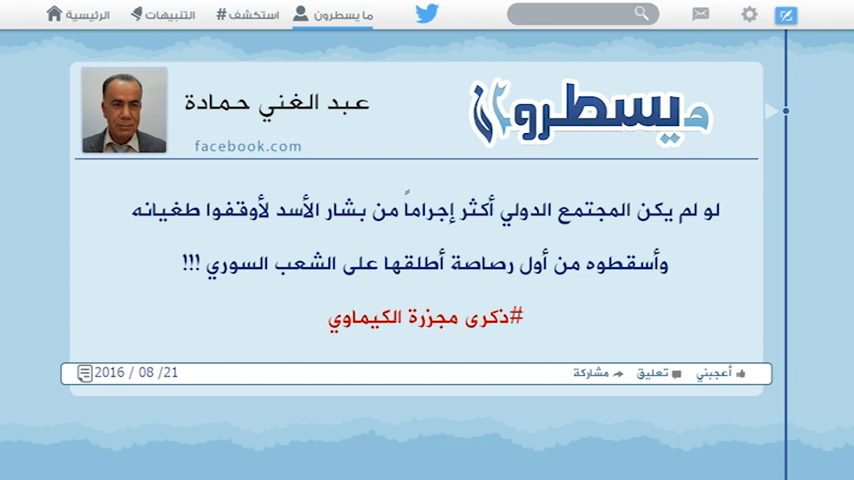 الرئيسية
التنبيهات
استكشف#
ما يسطرون
ما يسطرون
عبد الغني حمادة
facebook.com
لو لم يكن المجتمع الدولي أكثر إجراماً من بشار الأسد لأوقفوا طغيانه
وأسقطوه من أول رصاصة أطلقها على الشعب السوري !!!
#ذكرى مجزرة الكيماوي
أعجبني تعليق مشاركة
2016 / 08 /21